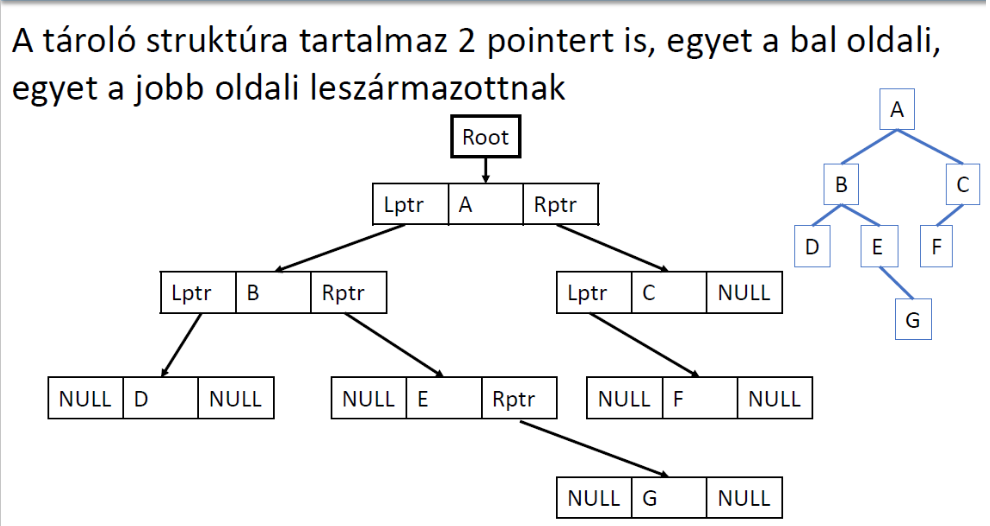 A tároló struktúra tartalmaz 2 pointert is, egyet a bal oldali,
egyet a jobb oldali leszármazottnak
Root
Lptr A Rptr
Lptr B Rptr
Lptr C NULL
NULL D NULL
NULL E Rptr
NULL F NULL
NULL G NULL
A
B C
D E F
G